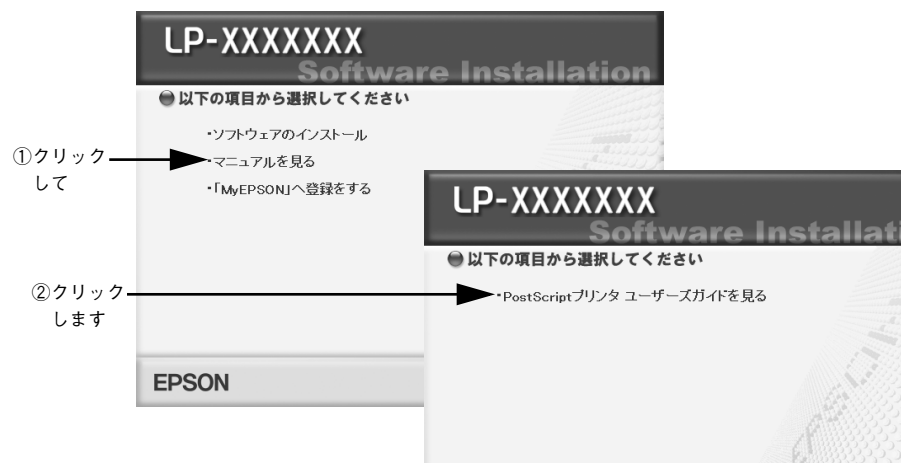 LP-XXXXXXX
Software Installation
以下の項目から選択してください
・ソフトウェアのインストール
①クリック
して
・マニュアルを見る
・「MyEPSON」へ登録をする
LP-XXXXXXX
Software Installati
以下の項目から選択してください
②クリック
します
・PostScriptプリンタ ユーザーズガイドを見る
EPSON
EPSON